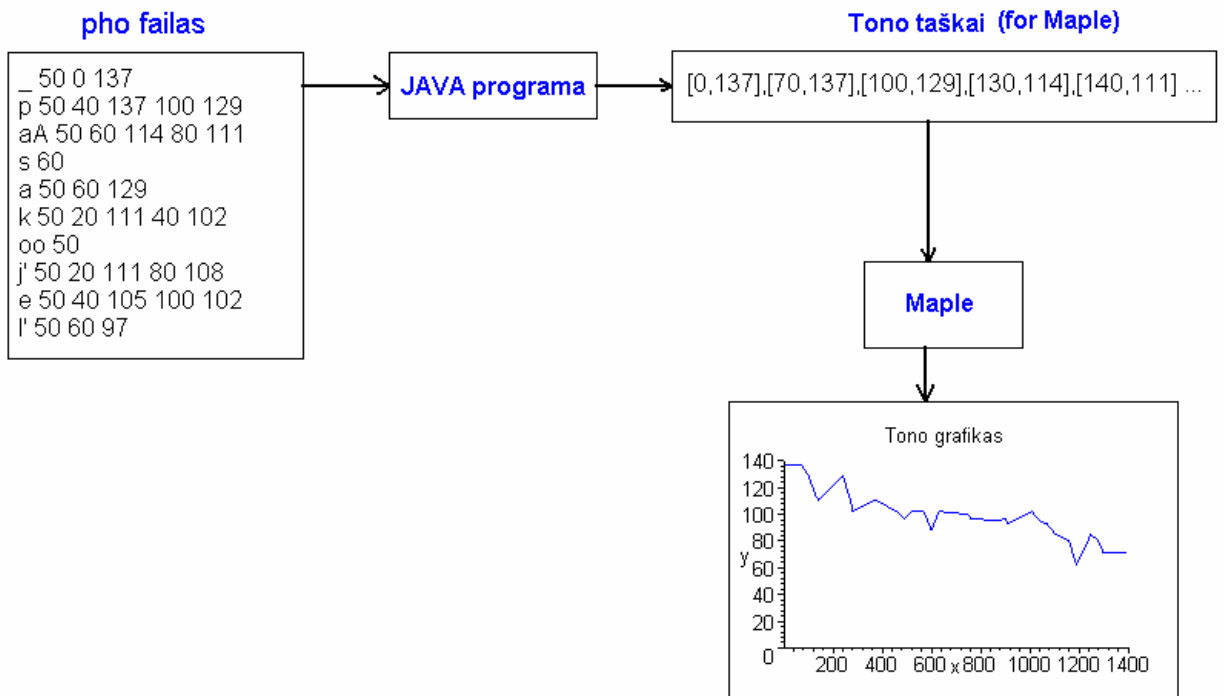 pho failas
_ 50 0 137
p 50 40 137 100 129
aA 50 60 114 80 111
s 60
a 50 60 129
k 50 20 111 40 102
oo 50
j' 50 20 111 80 108
e 50 40 105 100 102
l' 50 60 97
JAVA programa
Tono taškai (for Maple)
[0,137],[70,137],[100,129],[130,114],[140,111] ...
Maple
Tono grafikas
140
120
100
80
y
60
40
20
0
200 400 600 x 800 1000 1200 1400